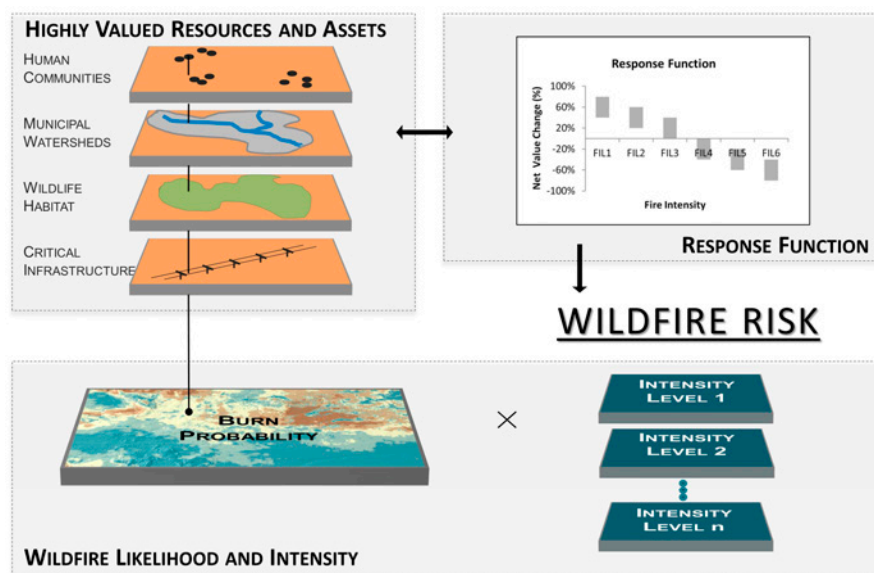 HIGHLY VALUED RESOURCES AND ASSETS
HUMAN
COMMUNITIES
MUNICIPAL
WATERSHEDS
WILDLIFE
HABITAT
CRITICAL
INFRASTRUCTURE
Response Function
Net Value Change (%)
100%
60%
20%
-20%
-60%
-100%
FIL1 FIL2 FIL3 FIL4 FIL5 FIL6
Fire Intensity
RESPONSE FUNCTION
WILDFIRE RISK
BURN
PROBABILITY
×
INTENSITY
LEVEL 1
INTENSITY
LEVEL 2
INTENSITY
LEVEL n
WILDFIRE LIKELIHOOD AND INTENSITY